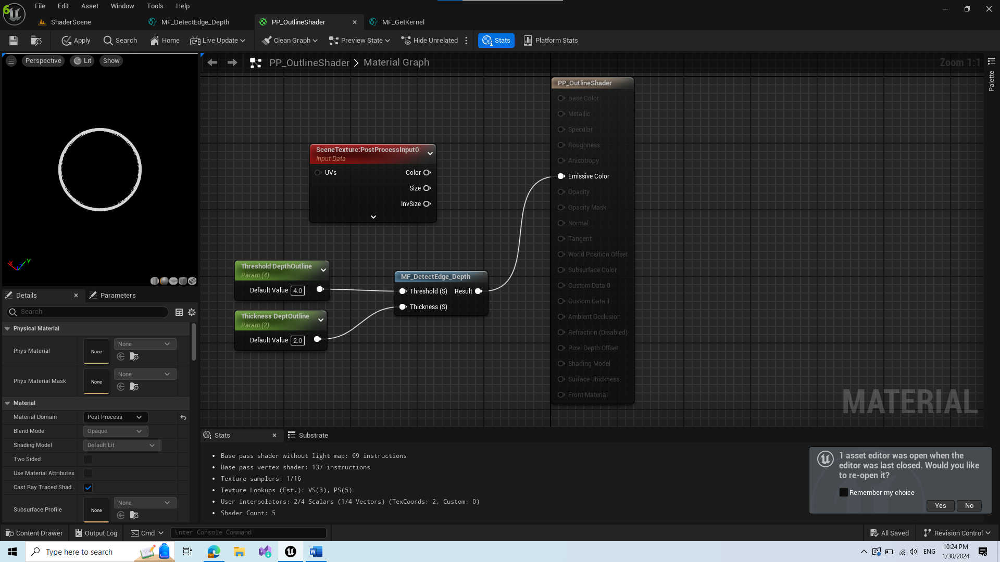 File Edit Asset Window Tools Help
ShaderScene MF_DetectEdge_Depth PP_OutlineShader MF_GetKernel
Apply Search Home Live Update Clean Graph Preview State Hide Unrelated Stats Platform Stats
Perspective Lit Show
PP_OutlineShader > Material Graph
Zoom 1:1
Palette
PP_OutlineShader
Base Color
Metallic
Specular
Roughness
Anisotropy
Emissive Color
Opacity
Opacity Mask
Normal
Tangent
World Position Offset
Subsurface Color
Custom Data 0
Custom Data 1
Ambient Occlusion
Refraction (Disabled)
Pixel Depth Offset
Shading Model
Surface Thickness
Front Material
SceneTexture:PostProcessInput0
Input Data
UVs Color
Size
InvSize
Threshold DepthOutline
Param (4)
Default Value 4.0
Thickness DeptOutline
Param (2)
Default Value 2.0
MF_DetectEdge_Depth
Threshold (S) Result
Thickness (S)
MATERIAL
X Y
Details Parameters
Search
Physical Material
Phys Material None None
Phys Material Mask None None
Material
Material Domain Post Process
Blend Mode Opaque
Shading Model Default Lit
Two Sided
Use Material Attributes
Cast Ray Traced Shad...
Subsurface Profile None None
Stats Substrate
• Base pass shader without light map: 69 instructions
• Base pass vertex shader: 137 instructions
• Texture samplers: 1/16
• Texture Lookups (Est.): VS(3), PS(5)
• User interpolators: 2/4 Scalars (1/4 Vectors) (TexCoords: 2, Custom: 0)
• Shader Count: 5
1 asset editor was open when the
editor was last closed. Would you like
to re-open it?
Remember my choice
Yes No
Content Drawer Output Log Cmd Enter Console Command All Saved Revision Control
Type here to search
ENG
10:24 PM
1/30/2024